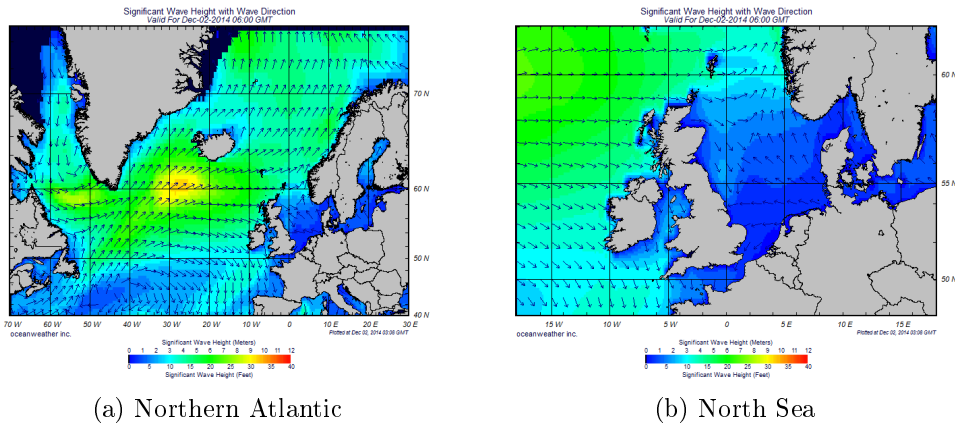 Significant Wave Height with Wave Direction
Valid For Dec-02-2014 06:00 GMT
70 N
60 N
50 N
40 N
70 W 60 W 50 W 40 W 30 W 20 W 10 W 0 10 E 20 E 30 E
oceanweather inc.
Plotted at Dec 02, 2014 03:08 GMT
Significant Wave Height (Meters)
0 1 2 3 4 5 6 7 8 9 10 11 12
0 5 10 15 20 25 30 35 40
Significant Wave Height (Feet)
(a) Northern Atlantic
Significant Wave Height with Wave Direction
Valid For Dec-02-2014 06:00 GMT
60 N
55 N
50 N
15 W 10 W 5 W 0 5 E 10 E 15 E
oceanweather inc.
Plotted at Dec 02, 2014 03:08 GMT
Significant Wave Height (Meters)
0 1 2 3 4 5 6 7 8 9 10 11 12
0 5 10 15 20 25 30 35 40
Significant Wave Height (Feet)
(b) North Sea